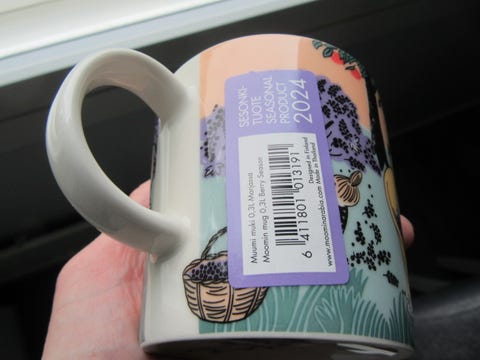 SESONKI-
TUOTE
SEASONAL
PRODUCT
2024
Muumi muki 0,3L Marjassa
Moomin mug 0,3L Berry Season
6 411801 013191
Designed in Finland
Made in Thailand
www.moominarabia.com